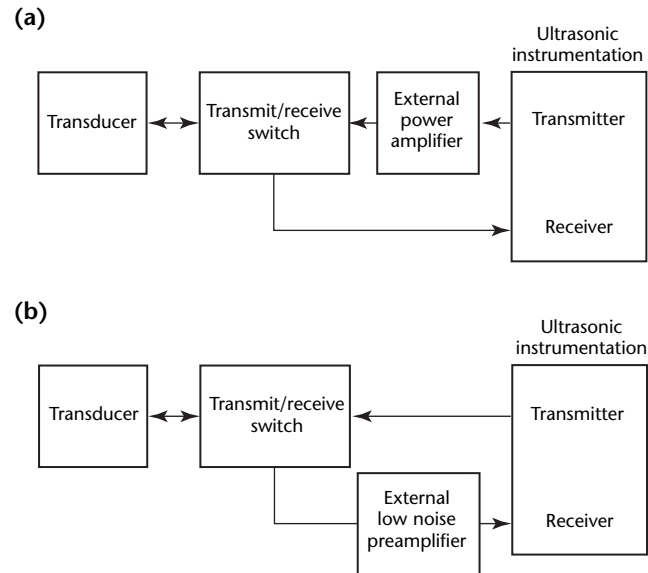 (a)
Ultrasonic
instrumentation
Transducer
Transmit/receive
switch
External
power
amplifier
Transmitter
Receiver
(b)
Ultrasonic
instrumentation
Transducer
Transmit/receive
switch
Transmitter
External
low noise
preamplifier
Receiver